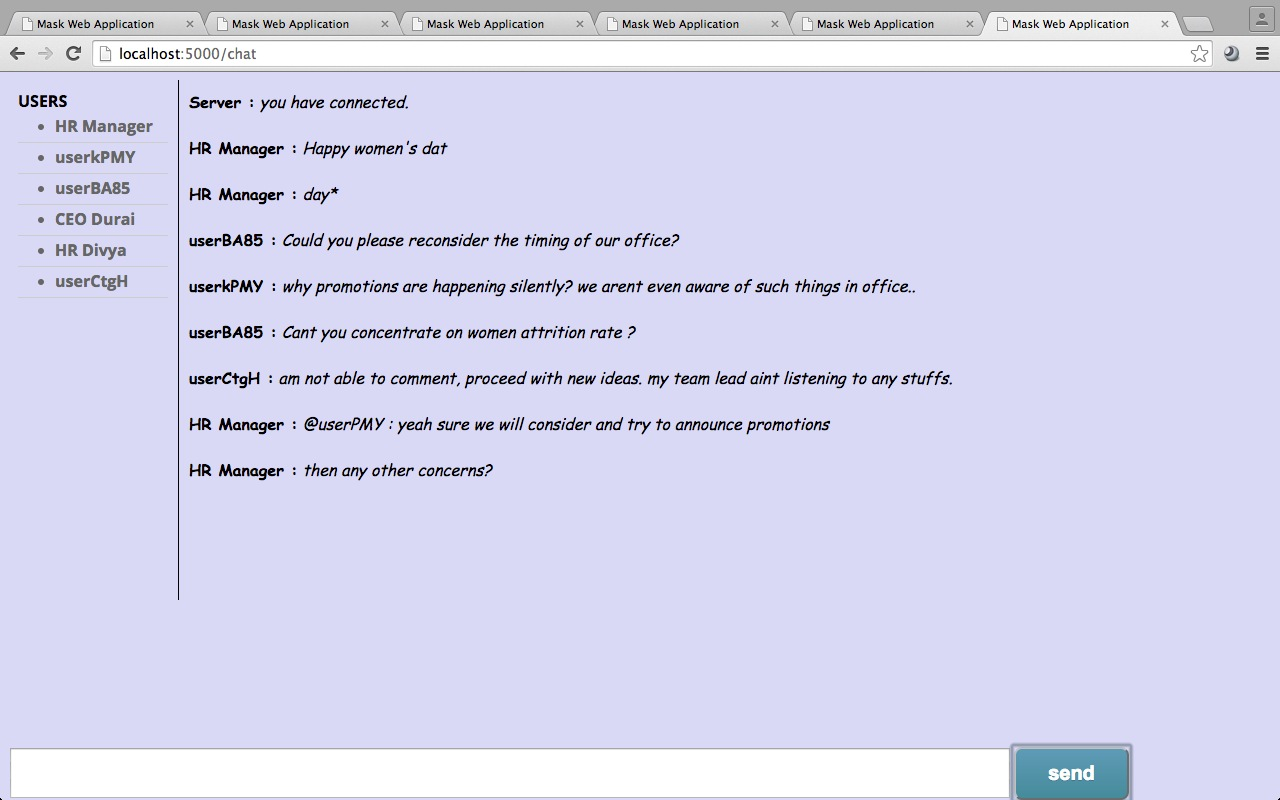 Mask Web Application Mask Web Application Mask Web Application Mask Web Application Mask Web Application Mask Web Application
localhost:5000/chat
USERS
HR Manager
userkPMY
userBA85
CEO Durai
HR Divya
userCtgH
Server : you have connected.
HR Manager : Happy women's dat
HR Manager : day*
userBA85 : Could you please reconsider the timing of our office?
userkPMY : why promotions are happening silently? we arent even aware of such things in office..
userBA85 : Cant you concentrate on women attrition rate ?
userCtgH : am not able to comment, proceed with new ideas. my team lead aint listening to any stuffs.
HR Manager : @userPMY : yeah sure we will consider and try to announce promotions
HR Manager : then any other concerns?
send